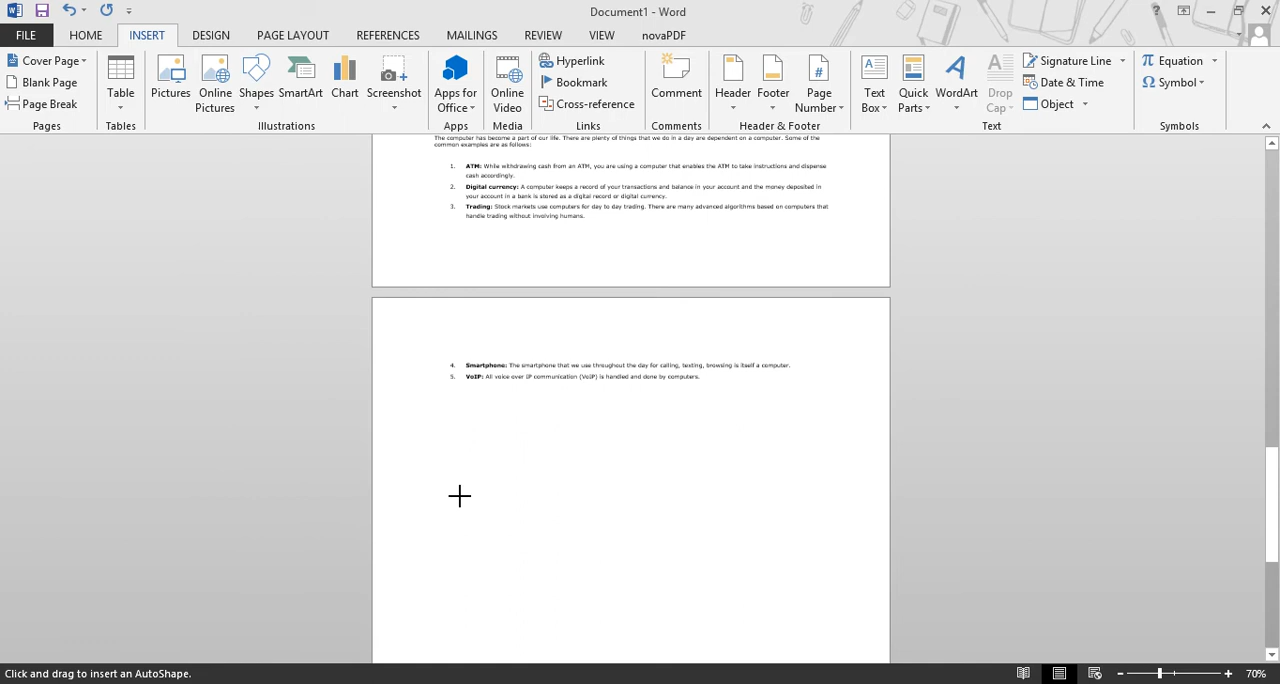 Document1 - Word
FILE HOME INSERT DESIGN PAGE LAYOUT REFERENCES MAILINGS REVIEW VIEW novaPDF
Cover Page
Blank Page
Page Break
Pages
Table
Tables
Pictures
Online Pictures
Shapes
SmartArt
Chart
Screenshot
Illustrations
Apps for Office
Apps
Online Video
Media
Hyperlink
Bookmark
Cross-reference
Links
Comment
Comments
Header
Footer
Page Number
Header & Footer
Text Box
Quick Parts
WordArt
Drop Cap
Signature Line
Date & Time
Object
Text
Equation
Symbol
Symbols
The computer has become a part of our life. There are plenty of things that we do in a day are dependent on a computer. Some of the
common examples are as follows:
1. ATM: While withdrawing cash from an ATM, you are using a computer that enables the ATM to take instructions and dispense
cash accordingly.
2. Digital currency: A computer keeps a record of your transactions and balance in your account and the money deposited in
your account in a bank is stored as a digital record or digital currency.
3. Trading: Stock markets use computers for day to day trading. There are many advanced algorithms based on computers that
handle trading without involving humans.
4. Smartphone: The smartphone that we use throughout the day for calling, texting, browsing is itself a computer.
5. VoIP: All voice over IP communication (VoIP) is handled and done by computers.
Click and drag to insert an AutoShape.
70%